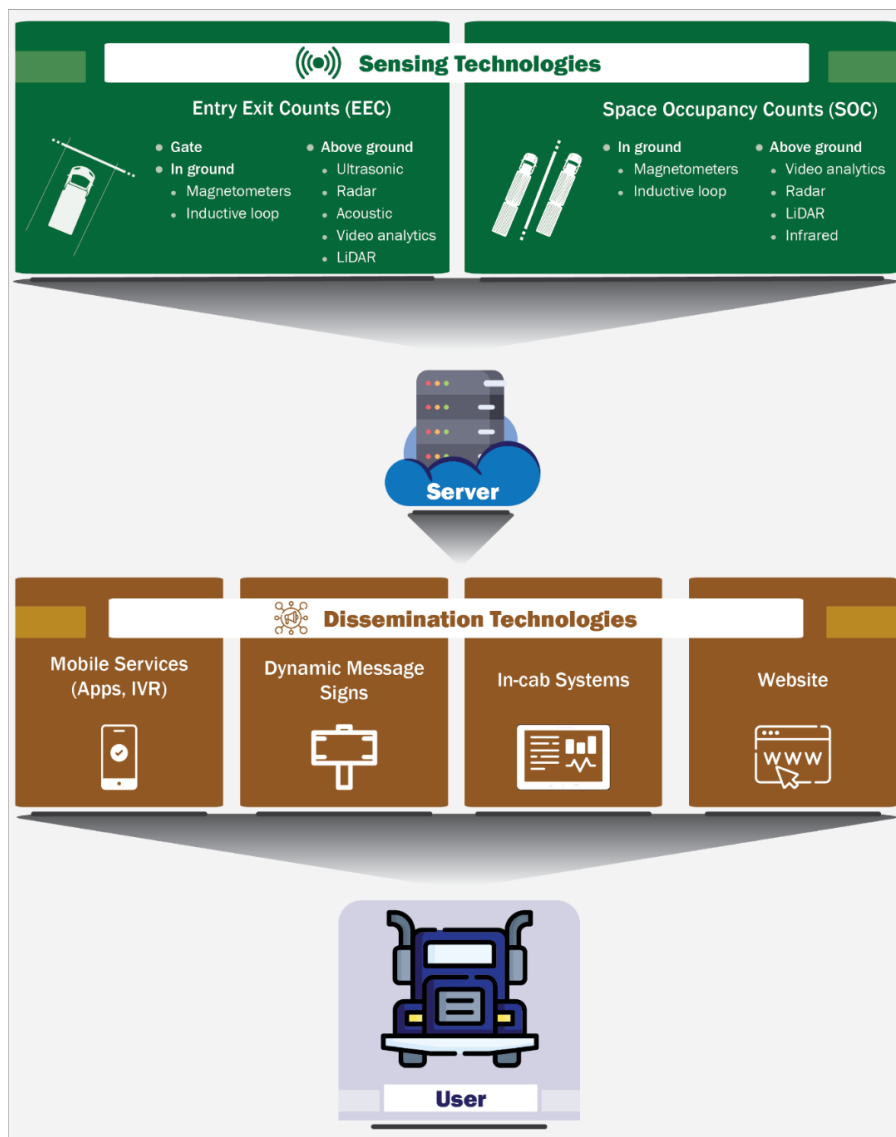 Sensing Technologies
Entry Exit Counts (EEC)
Gate
In ground
Magnetometers
Inductive loop
Above ground
Ultrasonic
Radar
Acoustic
Video analytics
LiDAR
Space Occupancy Counts (SOC)
In ground
Magnetometers
Inductive loop
Above ground
Video analytics
Radar
LiDAR
Infrared
Server
Dissemination Technologies
Mobile Services
(Apps, IVR)
Dynamic Message
Signs
In-cab Systems
Website
WWW
User